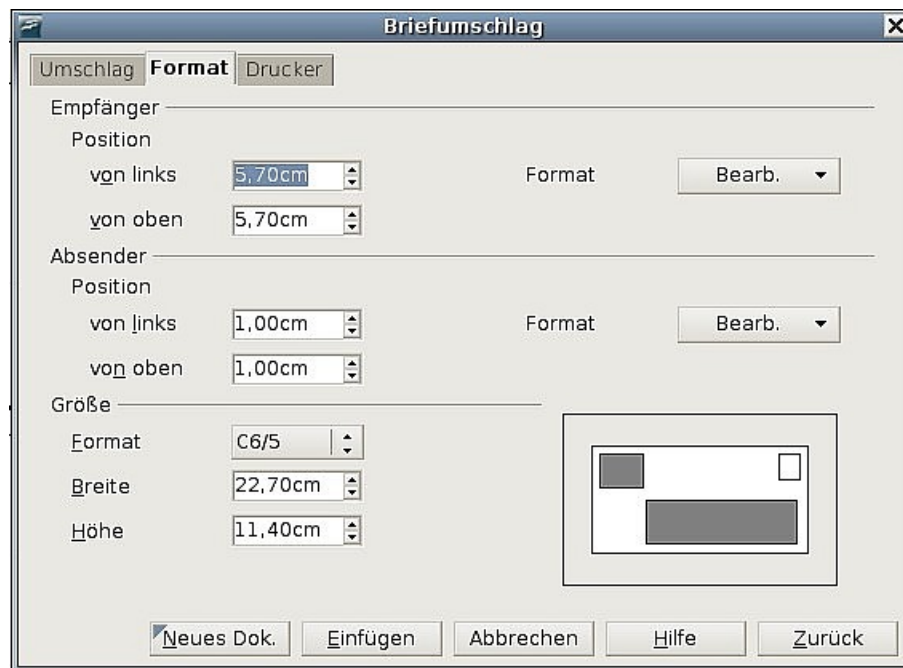 Briefumschlag
Umschlag Format Drucker
Empfänger
Position
von links 5,70cm Format Bearb.
von oben 5,70cm
Absender
Position
von links 1,00cm Format Bearb.
von oben 1,00cm
Größe
Format C6/5
Breite 22,70cm
Höhe 11,40cm
Neues Dok. Einfügen Abbrechen Hilfe Zurück